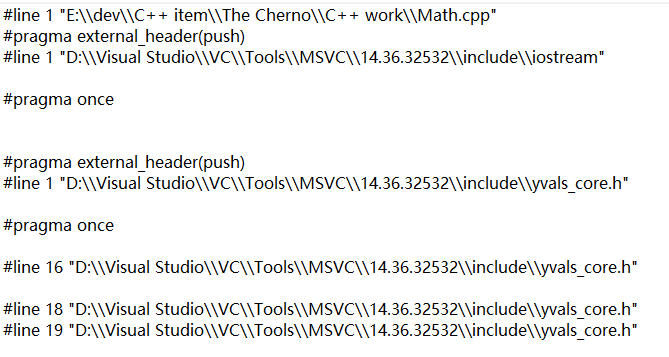 #line 1 "E:\\dev\\C++ item\\The Cherno\\C++ work\\Math.cpp"
#pragma external_header(push)
#line 1 "D:\\Visual Studio\\VC\\Tools\\MSVC\\14.36.32532\\include\\iostream"
#pragma once
#pragma external_header(push)
#line 1 "D:\\Visual Studio\\VC\\Tools\\MSVC\\14.36.32532\\include\\yvals_core.h"
#pragma once
#line 16 "D:\\Visual Studio\\VC\\Tools\\MSVC\\14.36.32532\\include\\yvals_core.h"
#line 18 "D:\\Visual Studio\\VC\\Tools\\MSVC\\14.36.32532\\include\\yvals_core.h"
#line 19 "D:\\Visual Studio\\VC\\Tools\\MSVC\\14.36.32532\\include\\yvals_core.h"